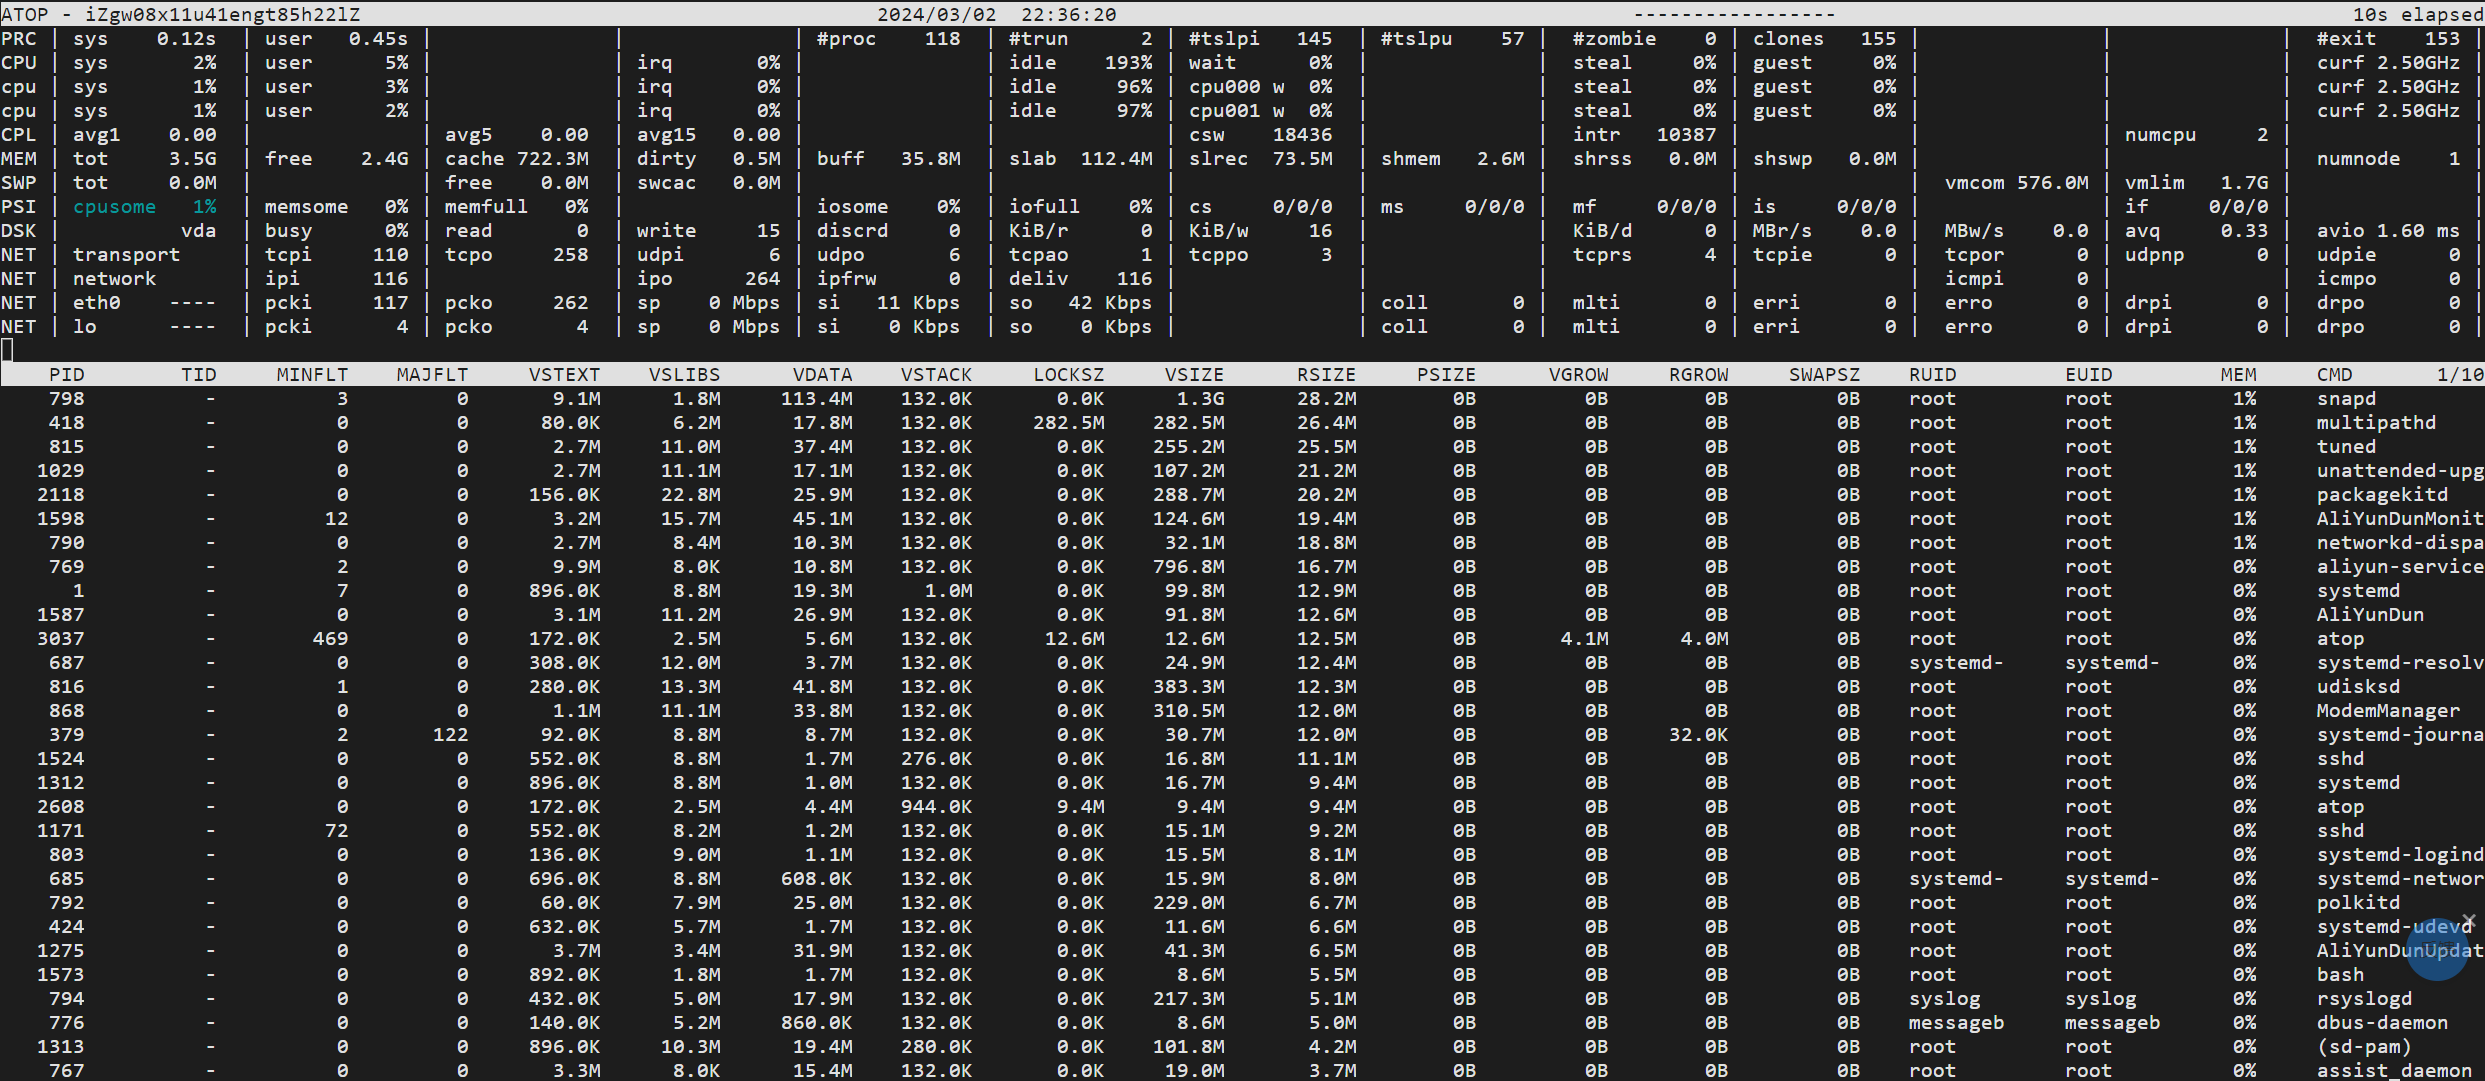 ATOP - iZgw08x11u41engt85h22lZ 2024/03/02 22:36:20 ----------------- 10s elapsed
PRC | sys 0.12s | user 0.45s | | | #proc 118 | #trun 2 | #tslpi 145 | #tslpu 57 | #zombie 0 | clones 155 | | | #exit 153 |
CPU | sys 2% | user 5% | | irq 0% | | idle 193% | wait 0% | | steal 0% | guest 0% | | | curf 2.50GHz |
cpu | sys 1% | user 3% | | irq 0% | | idle 96% | cpu000 w 0% | | steal 0% | guest 0% | | | curf 2.50GHz |
cpu | sys 1% | user 2% | | irq 0% | | idle 97% | cpu001 w 0% | | steal 0% | guest 0% | | | curf 2.50GHz |
CPL | avg1 0.00 | | avg5 0.00 | avg15 0.00 | | | csw 18436 | | intr 10387 | | | numcpu 2 | |
MEM | tot 3.5G | free 2.4G | cache 722.3M | dirty 0.5M | buff 35.8M | slab 112.4M | slrec 73.5M | shmem 2.6M | shrss 0.0M | shswp 0.0M | | | numnode 1 |
SWP | tot 0.0M | | free 0.0M | swcac 0.0M | | | | | | | vmcom 576.0M | vmlim 1.7G | |
PSI | cpusome 1% | memsome 0% | memfull 0% | | iosome 0% | iofull 0% | cs 0/0/0 | ms 0/0/0 | mf 0/0/0 | is 0/0/0 | | if 0/0/0 | |
DSK | vda | busy 0% | read 0 | write 15 | discrd 0 | KiB/r 0 | KiB/w 16 | | KiB/d 0 | MBr/s 0.0 | MBw/s 0.0 | avq 0.33 | avio 1.60 ms |
NET | transport | tcpi 110 | tcpo 258 | udpi 6 | udpo 6 | tcpao 1 | tcppo 3 | | tcprs 4 | tcpie 0 | tcpor 0 | udpnp 0 | udpie 0 |
NET | network | ipi 116 | | ipo 264 | ipfrw 0 | deliv 116 | | | | | icmpi 0 | | icmpo 0 |
NET | eth0 ---- | pcki 117 | pcko 262 | sp 0 Mbps | si 11 Kbps | so 42 Kbps | | coll 0 | mlti 0 | erri 0 | erro 0 | drpi 0 | drpo 0 |
NET | lo ---- | pcki 4 | pcko 4 | sp 0 Mbps | si 0 Kbps | so 0 Kbps | | coll 0 | mlti 0 | erri 0 | erro 0 | drpi 0 | drpo 0 |
PID TID MINFLT MAJFLT VSTEXT VSLIBS VDATA VSTACK LOCKSZ VSIZE RSIZE PSIZE VGROW RGROW SWAPSZ RUID EUID MEM CMD 1/10
798 - 3 0 9.1M 1.8M 113.4M 132.0K 0.0K 1.3G 28.2M 0B 0B 0B 0B root root 1% snapd
418 - 0 0 80.0K 6.2M 17.8M 132.0K 282.5M 282.5M 26.4M 0B 0B 0B 0B root root 1% multipathd
815 - 0 0 2.7M 11.0M 37.4M 132.0K 0.0K 255.2M 25.5M 0B 0B 0B 0B root root 1% tuned
1029 - 0 0 2.7M 11.1M 17.1M 132.0K 0.0K 107.2M 21.2M 0B 0B 0B 0B root root 1% unattended-upg
2118 - 0 0 156.0K 22.8M 25.9M 132.0K 0.0K 288.7M 20.2M 0B 0B 0B 0B root root 1% packagekitd
1598 - 12 0 3.2M 15.7M 45.1M 132.0K 0.0K 124.6M 19.4M 0B 0B 0B 0B root root 1% AliYunDunMonit
790 - 0 0 2.7M 8.4M 10.3M 132.0K 0.0K 32.1M 18.8M 0B 0B 0B 0B root root 1% networkd-dispa
769 - 2 0 9.9M 8.0K 10.8M 132.0K 0.0K 796.8M 16.7M 0B 0B 0B 0B root root 0% aliyun-service
1 - 7 0 896.0K 8.8M 19.3M 1.0M 0.0K 99.8M 12.9M 0B 0B 0B 0B root root 0% systemd
1587 - 0 0 3.1M 11.2M 26.9M 132.0K 0.0K 91.8M 12.6M 0B 0B 0B 0B root root 0% AliYunDun
3037 - 469 0 172.0K 2.5M 5.6M 132.0K 12.6M 12.6M 12.5M 0B 4.1M 4.0M 0B root root 0% atop
687 - 0 0 308.0K 12.0M 3.7M 132.0K 0.0K 24.9M 12.4M 0B 0B 0B 0B systemd- systemd- 0% systemd-resolv
816 - 1 0 280.0K 13.3M 41.8M 132.0K 0.0K 383.3M 12.3M 0B 0B 0B 0B root root 0% udisksd
868 - 0 0 1.1M 11.1M 33.8M 132.0K 0.0K 310.5M 12.0M 0B 0B 0B 0B root root 0% ModemManager
379 - 2 122 92.0K 8.8M 8.7M 132.0K 0.0K 30.7M 12.0M 0B 0B 32.0K 0B root root 0% systemd-journa
1524 - 0 0 552.0K 8.8M 1.7M 276.0K 0.0K 16.8M 11.1M 0B 0B 0B 0B root root 0% sshd
1312 - 0 0 896.0K 8.8M 1.0M 132.0K 0.0K 16.7M 9.4M 0B 0B 0B 0B root root 0% systemd
2608 - 0 0 172.0K 2.5M 4.4M 944.0K 9.4M 9.4M 9.4M 0B 0B 0B 0B root root 0% atop
1171 - 72 0 552.0K 8.2M 1.2M 132.0K 0.0K 15.1M 9.2M 0B 0B 0B 0B root root 0% sshd
803 - 0 0 136.0K 9.0M 1.1M 132.0K 0.0K 15.5M 8.1M 0B 0B 0B 0B root root 0% systemd-logind
685 - 0 0 696.0K 8.8M 608.0K 132.0K 0.0K 15.9M 8.0M 0B 0B 0B 0B systemd- systemd- 0% systemd-networ
792 - 0 0 60.0K 7.9M 25.0M 132.0K 0.0K 229.0M 6.7M 0B 0B 0B 0B root root 0% polkitd
424 - 0 0 632.0K 5.7M 1.7M 132.0K 0.0K 11.6M 6.6M 0B 0B 0B 0B root root 0% systemd-udevd
1275 - 0 0 3.7M 3.4M 31.9M 132.0K 0.0K 41.3M 6.5M 0B 0B 0B 0B root root 0% AliYunDunUpdat
1573 - 0 0 892.0K 1.8M 1.7M 132.0K 0.0K 8.6M 5.5M 0B 0B 0B 0B root root 0% bash
794 - 0 0 432.0K 5.0M 17.9M 132.0K 0.0K 217.3M 5.1M 0B 0B 0B 0B syslog syslog 0% rsyslogd
776 - 0 0 140.0K 5.2M 860.0K 132.0K 0.0K 8.6M 5.0M 0B 0B 0B 0B messageb messageb 0% dbus-daemon
1313 - 0 0 896.0K 10.3M 19.4M 280.0K 0.0K 101.8M 4.2M 0B 0B 0B 0B root root 0% (sd-pam)
767 - 0 0 3.3M 8.0K 15.4M 132.0K 0.0K 19.0M 3.7M 0B 0B 0B 0B root root 0% assist_daemon